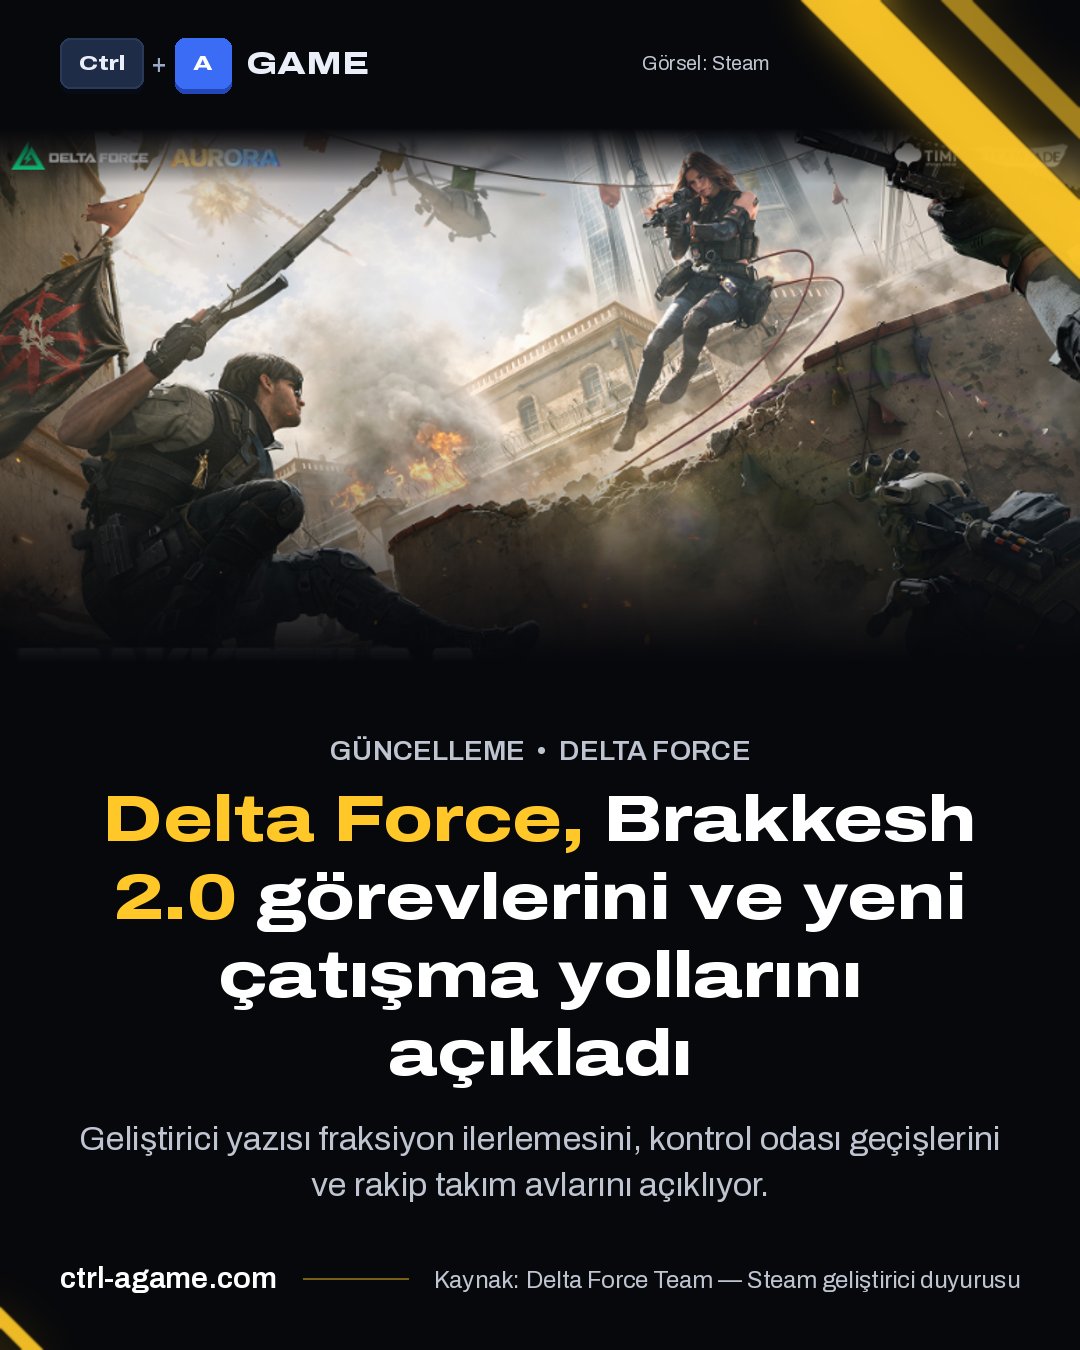 Ctrl + A GAME
Görsel: Steam
DELTA FORCE AURORA
GÜNCELLEME • DELTA FORCE
Delta Force, Brakkesh
2.0 görevlerini ve yeni
çatışma yollarını
açıkladı
Geliştirici yazısı fraksiyon ilerlemesini, kontrol odası geçişlerini
ve rakip takım avlarını açıklıyor.
ctrl-agame.com
Kaynak: Delta Force Team — Steam geliştirici duyurusu